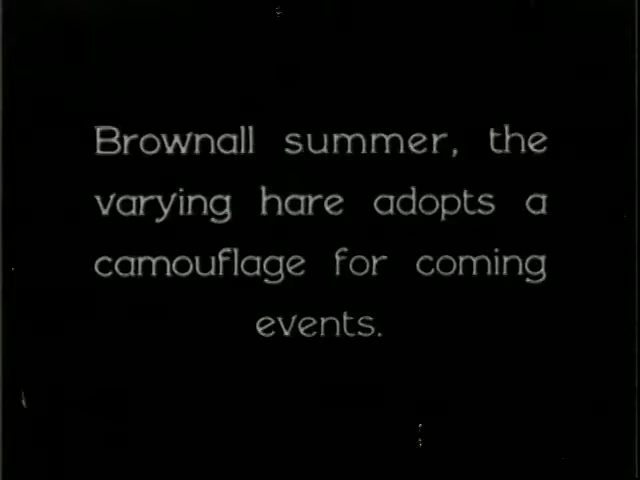 Brownall summer, the
varying hare adopts a
camouflage for coming
events.